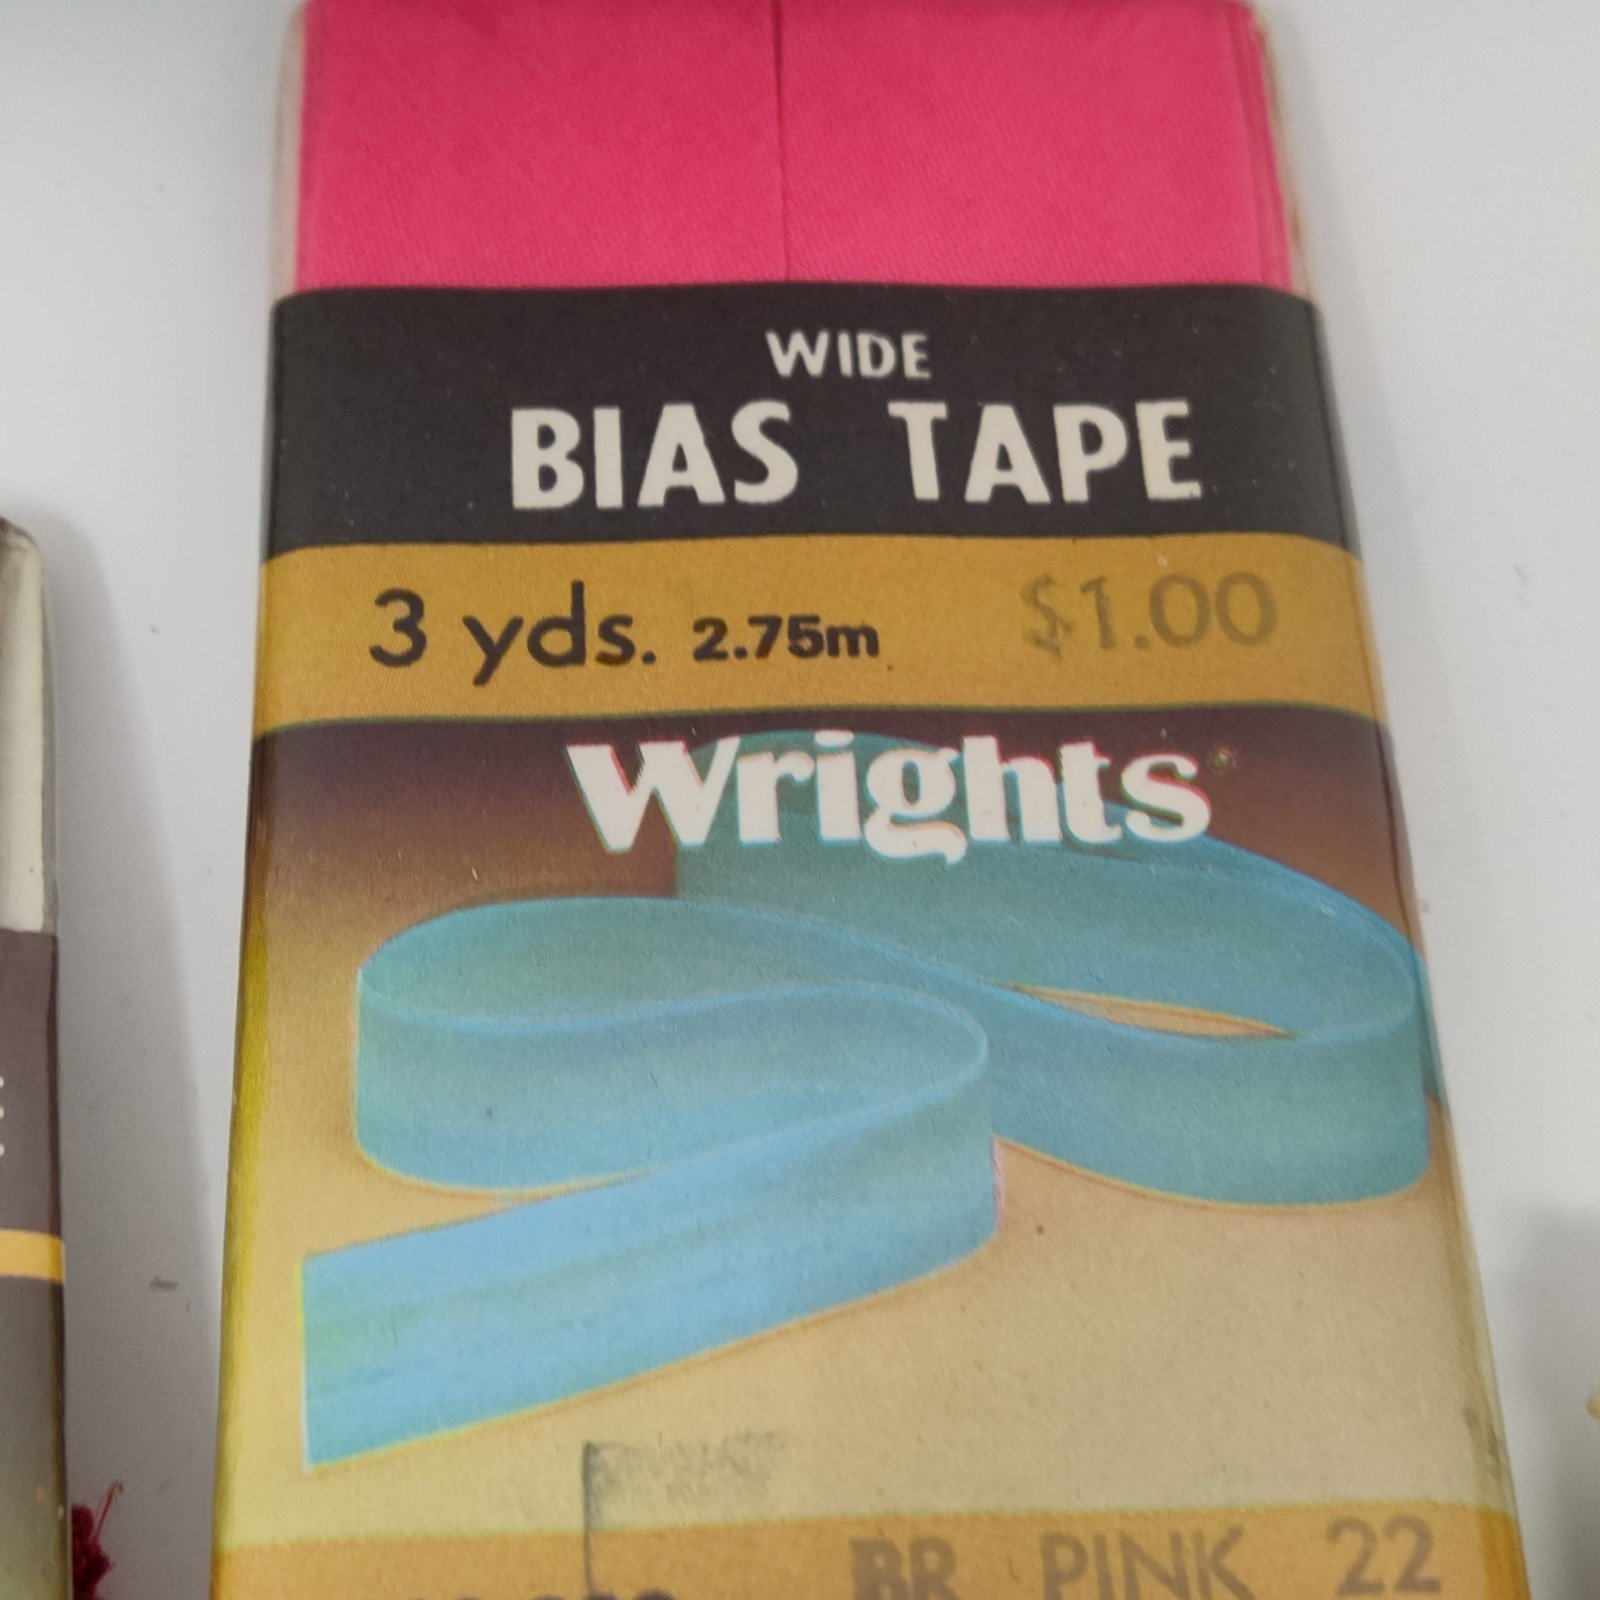 WIDE
BIAS TAPE
3 yds. 2.75m $1.00
Wrights
BR PINK 22